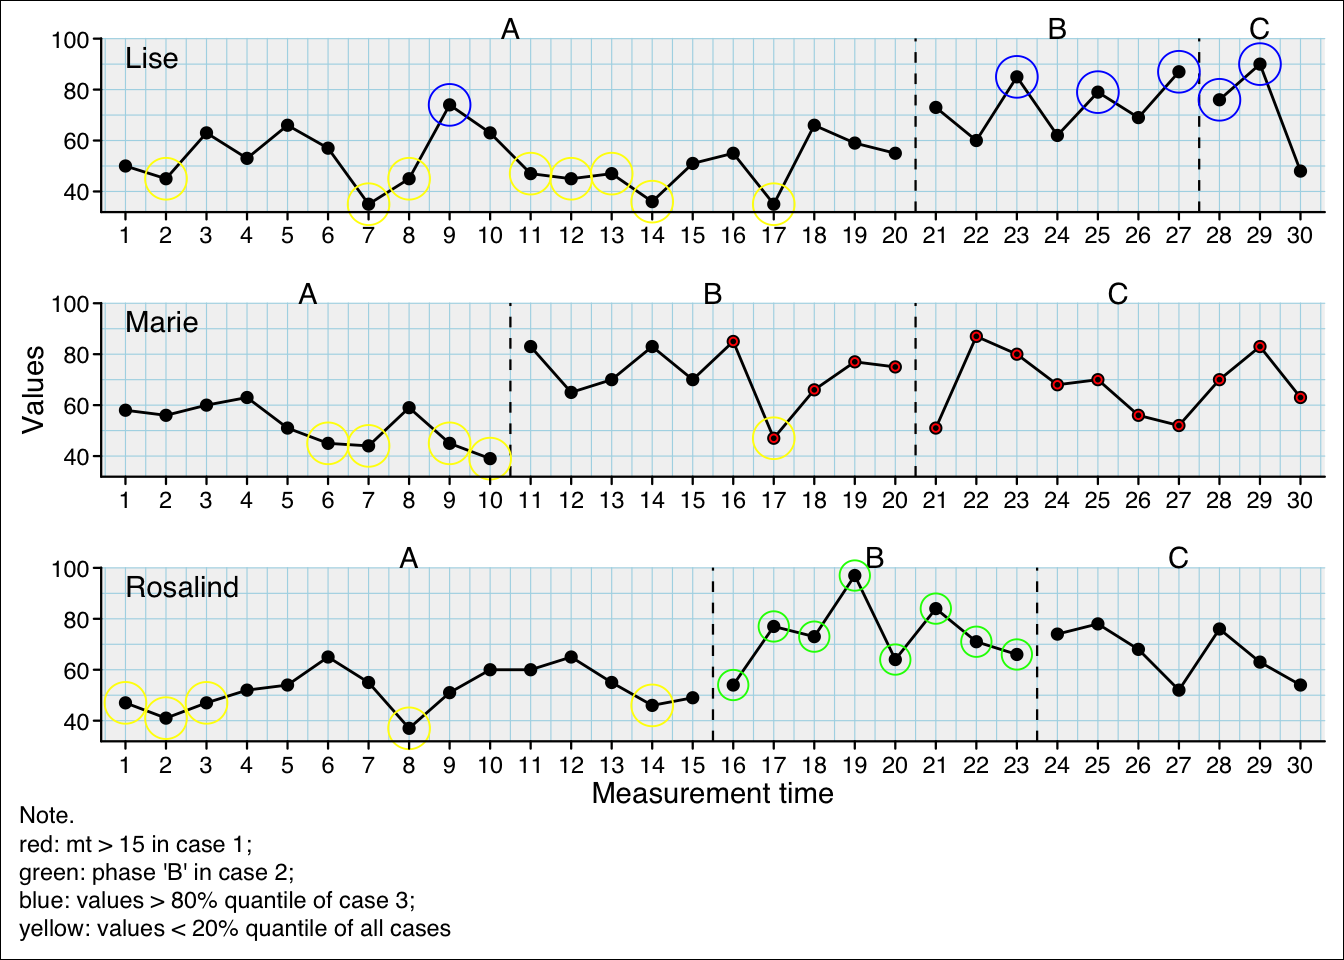 A B C
100 Lise
80
60
40
1 2 3 4 5 6 7 8 9 10 11 12 13 14 15 16 17 18 19 20 21 22 23 24 25 26 27 28 29 30
A B C
100 Marie
80
60
40
1 2 3 4 5 6 7 8 9 10 11 12 13 14 15 16 17 18 19 20 21 22 23 24 25 26 27 28 29 30
Values
A B C
100 Rosalind
80
60
40
1 2 3 4 5 6 7 8 9 10 11 12 13 14 15 16 17 18 19 20 21 22 23 24 25 26 27 28 29 30
Measurement time
Note.
red: mt > 15 in case 1;
green: phase 'B' in case 2;
blue: values > 80% quantile of case 3;
yellow: values < 20% quantile of all cases